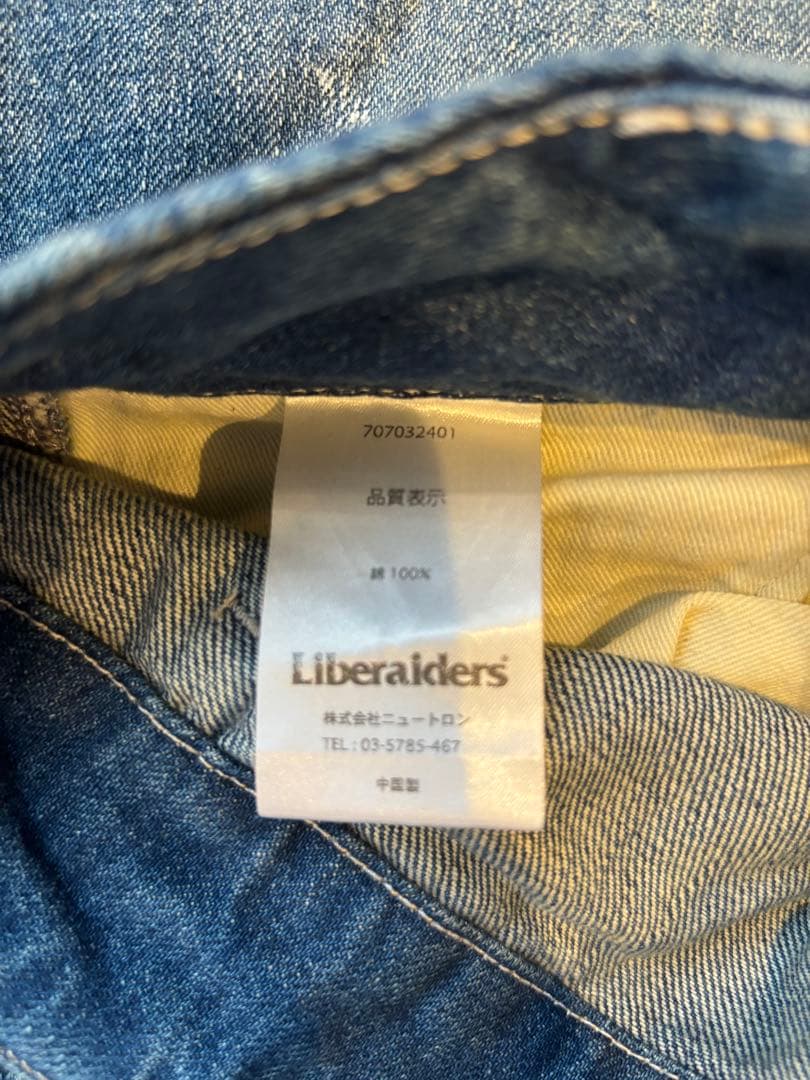 707032401
品質表示
綿 100%
Liberaiders
株式会社ニュートロン
TEL : 03-5785-467
中国製